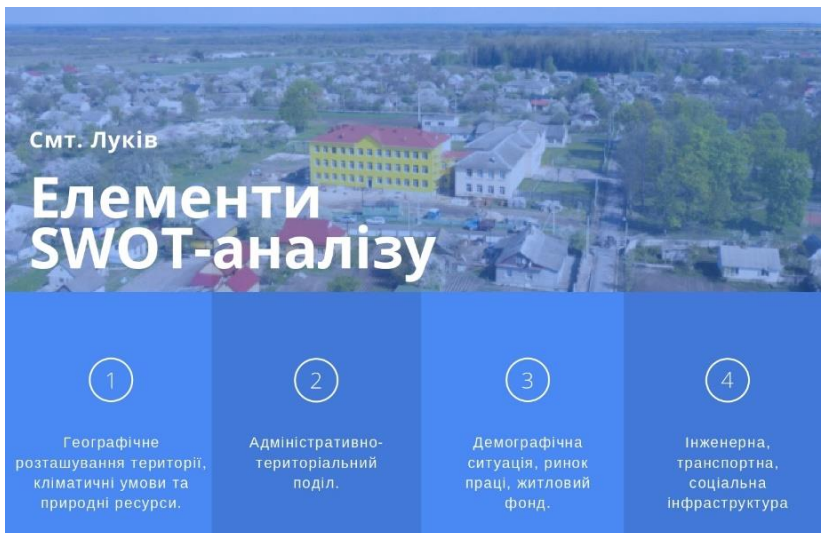 Смт. Луків
Елементи
SWOT-аналізу
1
Географічне
розташування території,
кліматичні умови та
природні ресурси.
2
Адміністративно-
територіальний
поділ.
3
Демографічна
ситуація, ринок
праці, житловий
фонд.
4
Інженерна,
транспортна,
соціальна
інфраструктура